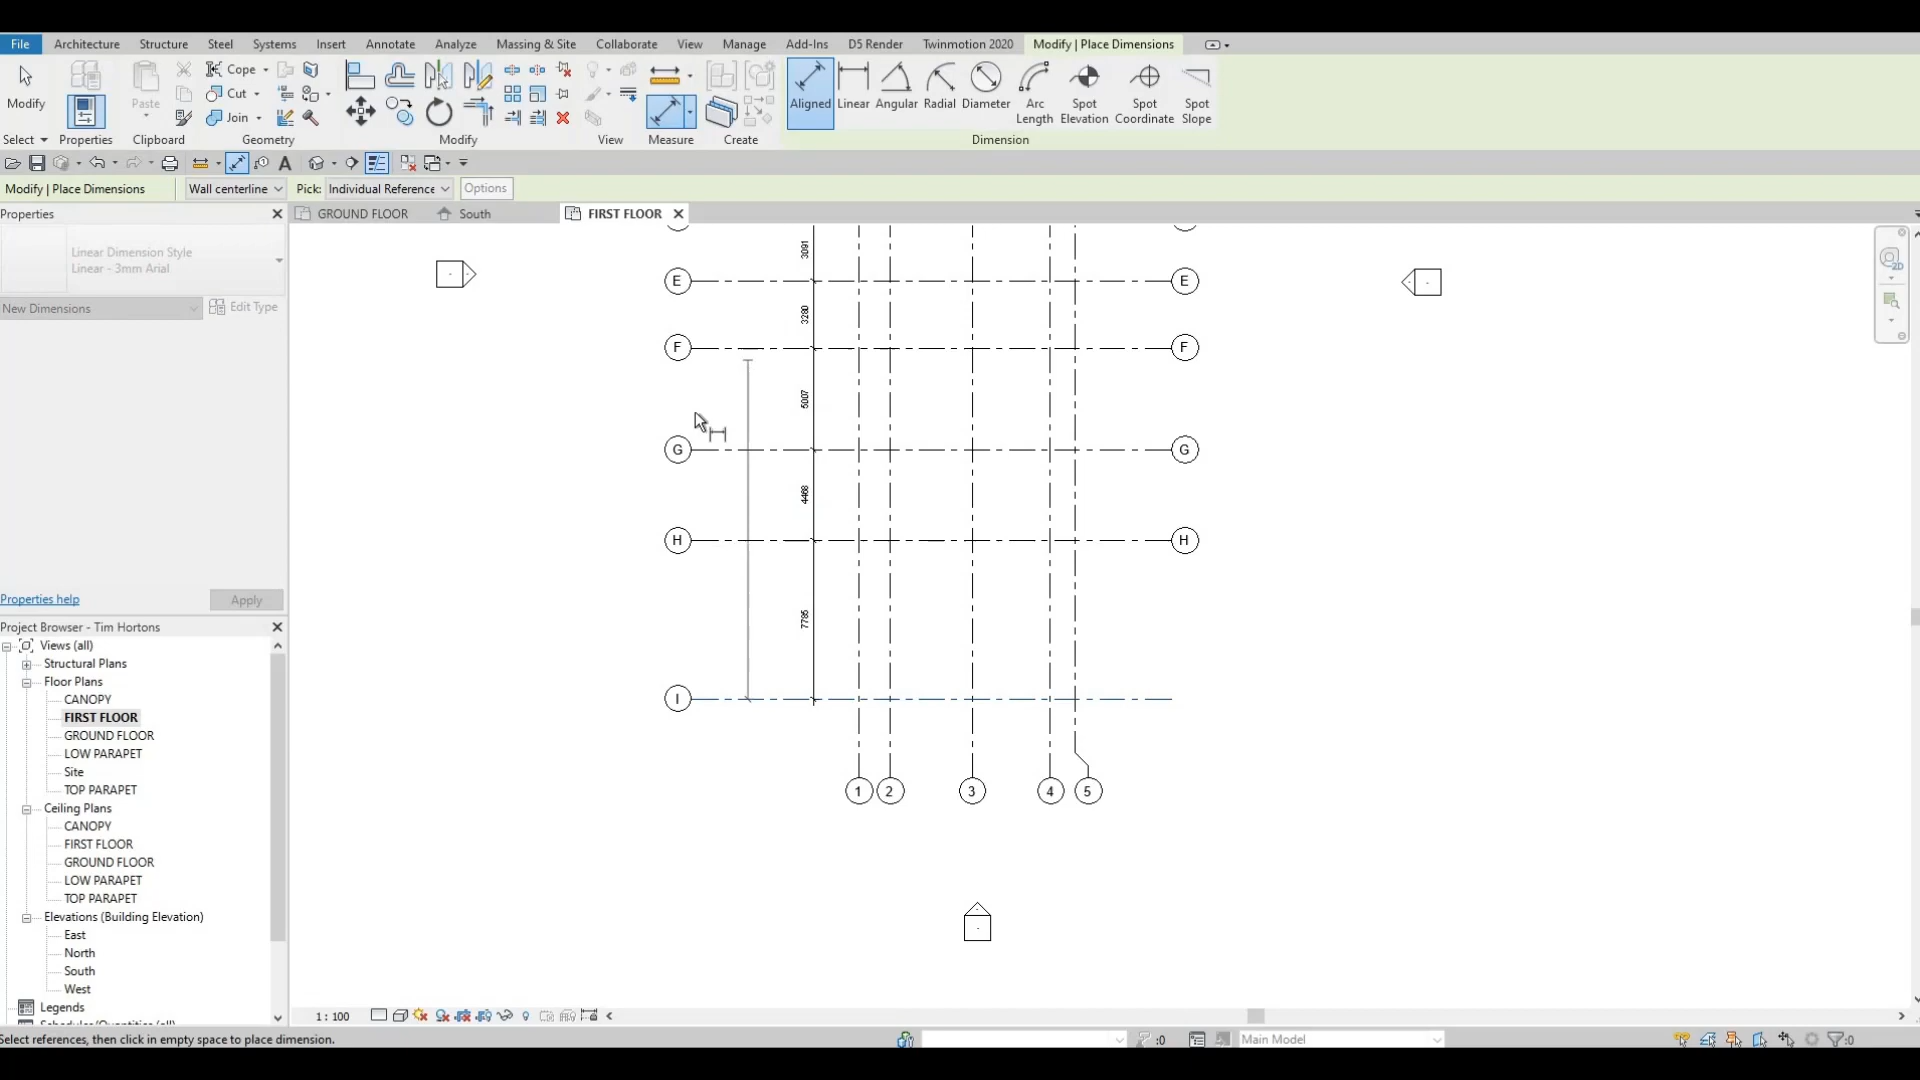 File Architecture Structure Steel Systems Insert Annotate Analyze Massing & Site Collaborate View Manage Add-Ins D5 Render Twinmotion 2020 Modify | Place Dimensions
Modify Paste Cope Cut Join Aligned Linear Angular Radial Diameter Arc Length Spot Elevation Spot Coordinate Spot Slope
Select Properties Clipboard Geometry Modify View Measure Create Dimension
Modify | Place Dimensions Wall centerline Pick: Individual Reference Options
Properties
GROUND FLOOR South FIRST FLOOR
Linear Dimension Style
Linear - 3mm Arial
New Dimensions Edit Type
Properties help Apply
Project Browser - Tim Hortons
Views (all)
Structural Plans
Floor Plans
CANOPY
FIRST FLOOR
GROUND FLOOR
LOW PARAPET
Site
TOP PARAPET
Ceiling Plans
CANOPY
FIRST FLOOR
GROUND FLOOR
LOW PARAPET
TOP PARAPET
Elevations (Building Elevation)
East
North
South
West
Legends
3091
E E
3280
F F
5007
G G
4468
H H
7785
I
1 2 3 4 5
2D
1 : 100
Select references, then click in empty space to place dimension.
:0 Main Model :0